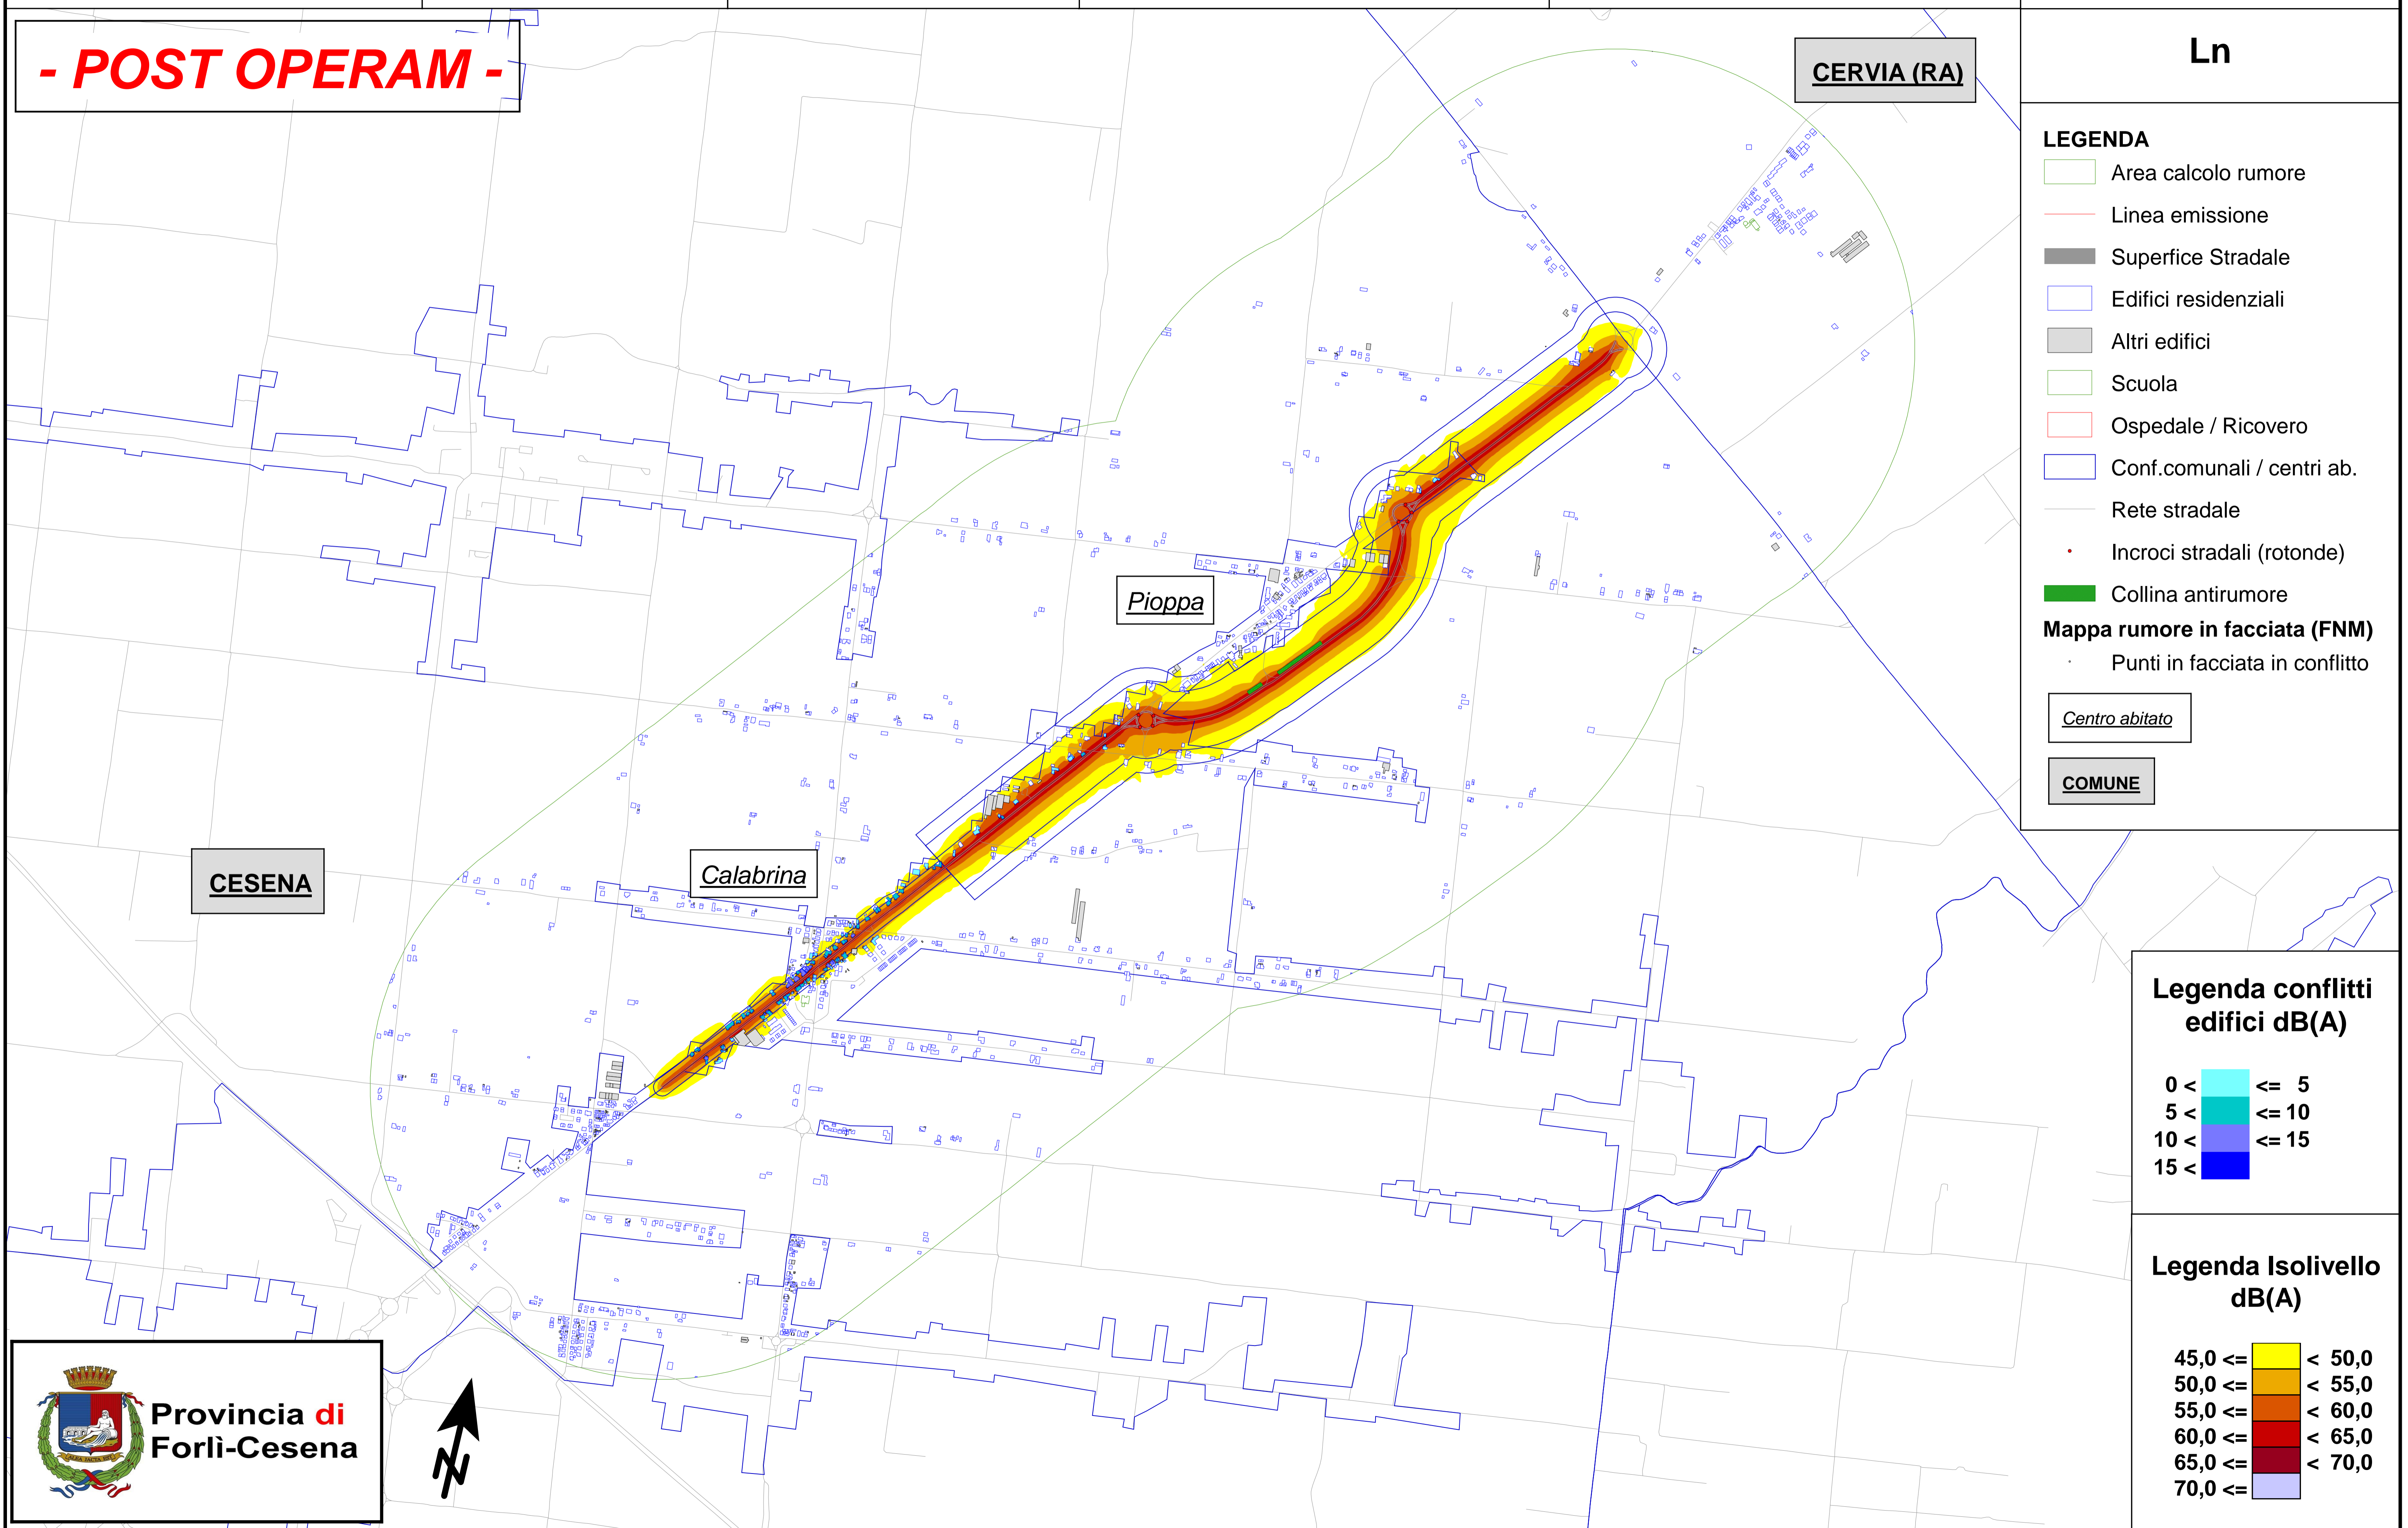 - POST OPERAM -
CERVIA (RA)
Ln
LEGENDA
Area calcolo rumore
Linea emissione
Superfice Stradale
Edifici residenziali
Altri edifici
Scuola
Ospedale / Ricovero
Conf.comunali / centri ab.
Rete stradale
Incroci stradali (rotonde)
Collina antirumore
Mappa rumore in facciata (FNM)
Punti in facciata in conflitto
Centro abitato
COMUNE
Pioppa
Calabrina
CESENA
Legenda conflitti
edifici dB(A)
0 < <= 5
5 < <= 10
10 < <= 15
15 <
Legenda Isolivello
dB(A)
45,0 <= < 50,0
50,0 <= < 55,0
55,0 <= < 60,0
60,0 <= < 65,0
65,0 <= < 70,0
70,0 <=
Provincia di
Forlì-Cesena
N